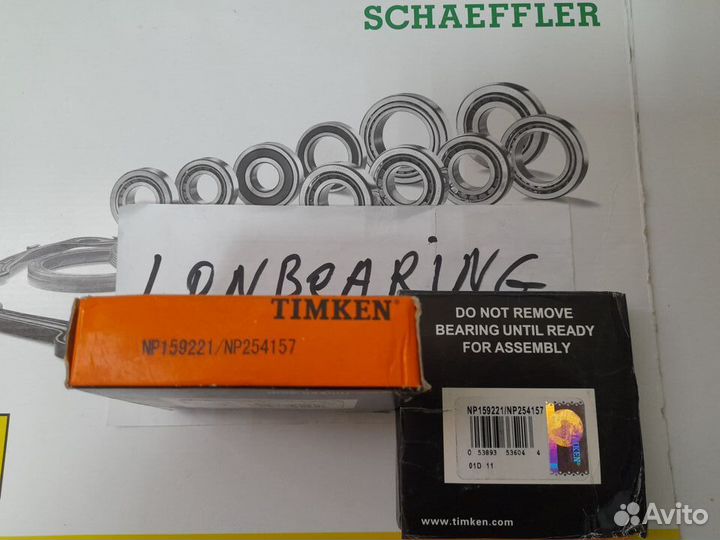 SCHAEFFLER
LONBEARING
TIMKEN®
NP159221/NP254157
DO NOT REMOVE
BEARING UNTIL READY
FOR ASSEMBLY
NP159221/NP254157
0 53893 53604 4
01D 11
TIMKEN
www.timken.com
Avito